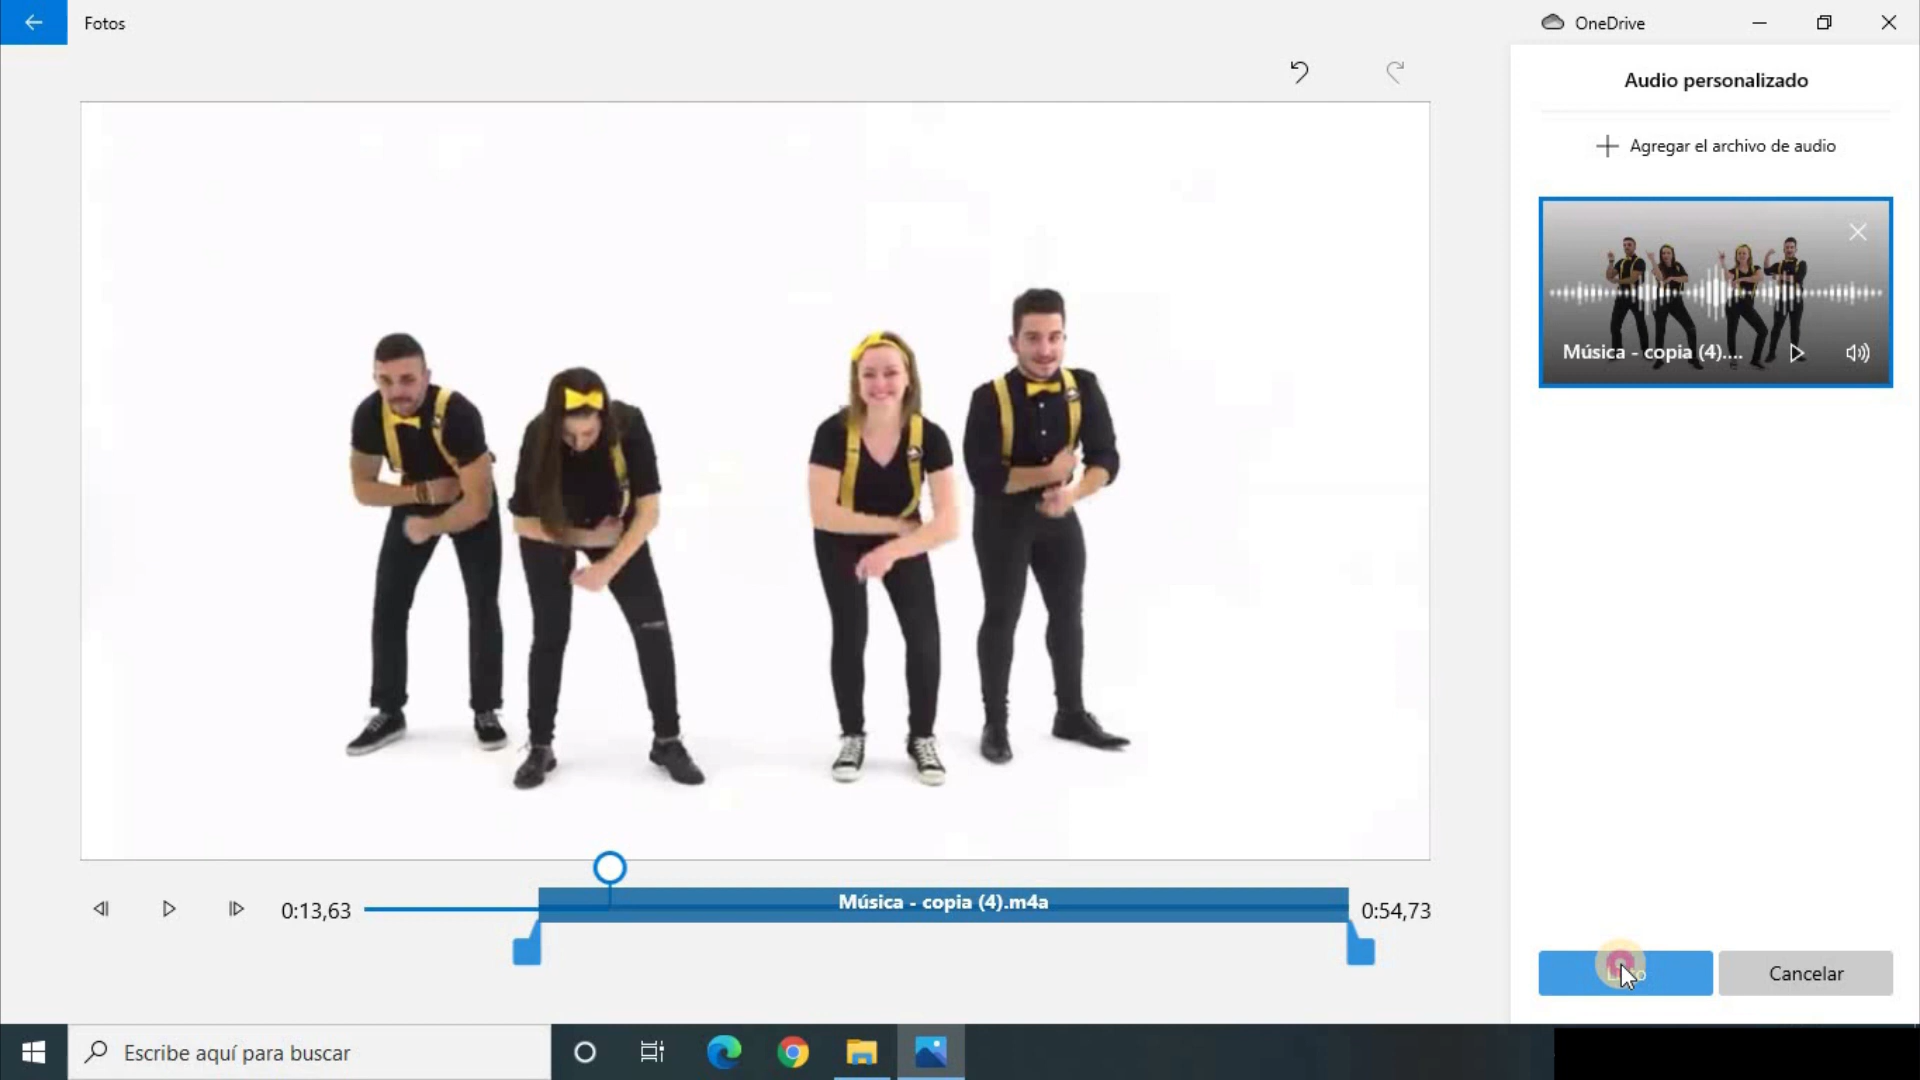 Fotos
OneDrive
Audio personalizado
Agregar el archivo de audio
Música - copia (4)....
0:13,63
Música - copia (4).m4a
0:54,73
Cancelar
Escribe aquí para buscar